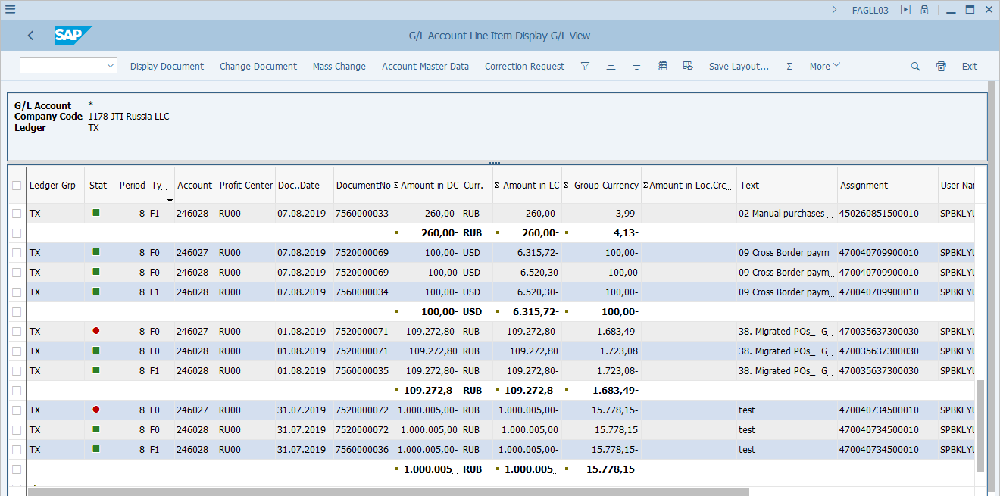 FAGLL03
SAP G/L Account Line Item Display G/L View
Display Document Change Document Mass Change Account Master Data Correction Request Save Layout... Σ More Exit
G/L Account *
Company Code 1178 JTI Russia LLC
Ledger TX
Ledger Grp Stat Period Ty... Account Profit Center Doc..Date DocumentNo Σ Amount in DC Curr. Σ Amount in LC Σ Group Currency Σ Amount in Loc.Crc... Text Assignment User Nar
TX 8 F1 246028 RU00 07.08.2019 7560000033 260,00- RUB 260,00- 3,99- 02 Manual purchases ... 450260851500010 SPBKLYU
260,00- RUB 260,00- 4,13-
TX 8 F0 246027 RU00 07.08.2019 7520000069 100,00- USD 6.315,72- 100,00- 09 Cross Border paym... 470040709900010 SPBKLYU
TX 8 F0 246028 RU00 07.08.2019 7520000069 100,00 USD 6.520,30 100,00 09 Cross Border paym... 470040709900010 SPBKLYU
TX 8 F1 246028 RU00 07.08.2019 7560000034 100,00- USD 6.520,30- 100,00- 09 Cross Border paym... 470040709900010 SPBKLYU
100,00- USD 6.315,72- 100,00-
TX 8 F0 246027 RU00 01.08.2019 7520000071 109.272,80- RUB 109.272,80- 1.683,49- 38. Migrated POs_ G... 470035637300030 SPBKLYU
TX 8 F0 246028 RU00 01.08.2019 7520000071 109.272,80 RUB 109.272,80 1.723,08 38. Migrated POs_ G... 470035637300030 SPBKLYU
TX 8 F1 246028 RU00 01.08.2019 7560000035 109.272,80- RUB 109.272,80- 1.723,08- 38. Migrated POs_ G... 470035637300030 SPBKLYU
109.272,8... RUB 109.272,8... 1.683,49-
TX 8 F0 246027 RU00 31.07.2019 7520000072 1.000.005,00- RUB 1.000.005,00- 15.778,15- test 470040734500010 SPBKLYU
TX 8 F0 246028 RU00 31.07.2019 7520000072 1.000.005,00 RUB 1.000.005,00 15.778,15 test 470040734500010 SPBKLYU
TX 8 F1 246028 RU00 31.07.2019 7560000036 1.000.005,00- RUB 1.000.005,00- 15.778,15- test 470040734500010 SPBKLYU
1.000.005... RUB 1.000.005... 15.778,15-